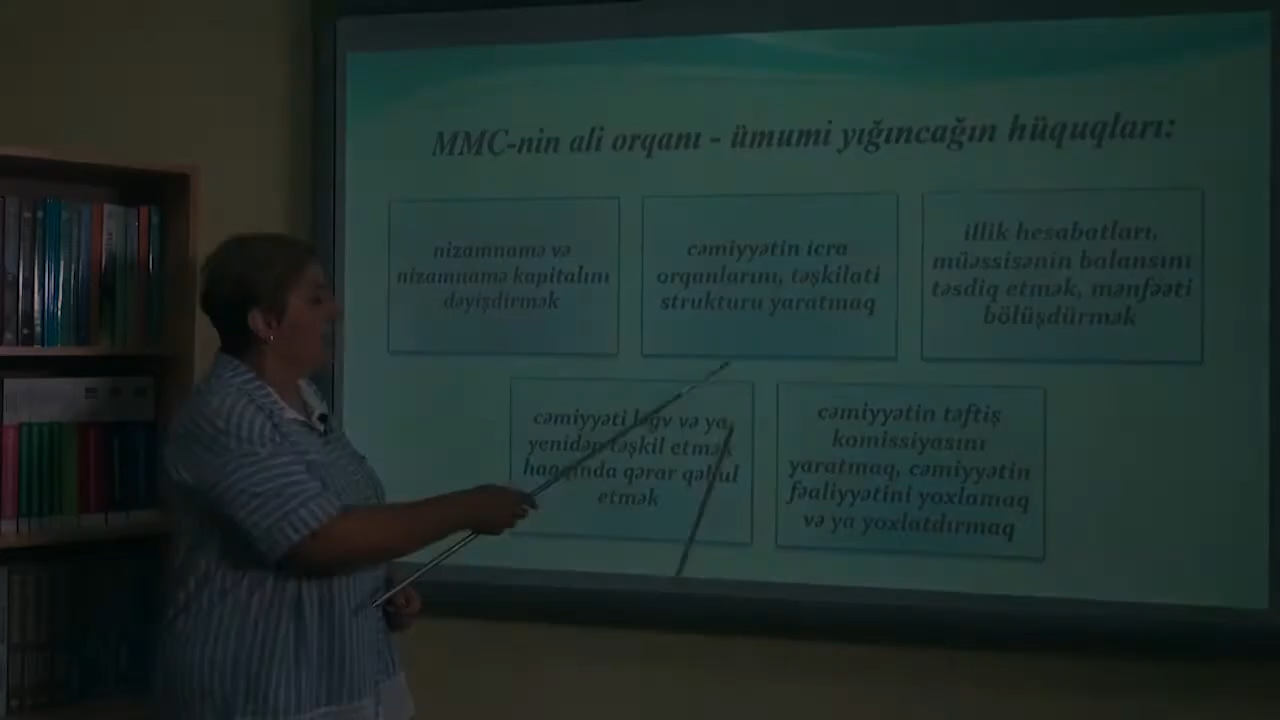 MMC-nin ali orqanı - ümumi yığıncağın hüquqları:
nizamnamə və
nizamnamə kapitalını
dəyişdirmək
cəmiyyətin icra
orqanlarını, təşkilati
strukturu yaratmaq
illik hesabatları,
müəssisənin balansını
təsdiq etmək, mənfəəti
bölüşdürmək
cəmiyyəti ləğv və ya
yenidən təşkil etmək
haqqında qərar qəbul
etmək
cəmiyyətin təftiş
komissiyasını
yaratmaq, cəmiyyətin
fəaliyyətini yoxlamaq
və ya yoxlatdırmaq